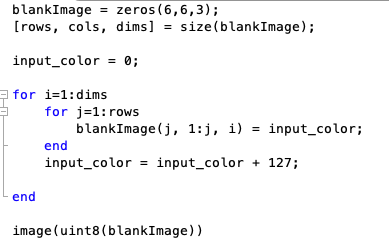 blankImage = zeros(6,6,3);
[rows, cols, dims] = size(blankImage);
input_color = 0;
for i=1:dims
    for j=1:rows
        blankImage(j, 1:j, i) = input_color;
    end
    input_color = input_color + 127;
end
image(uint8(blankImage))